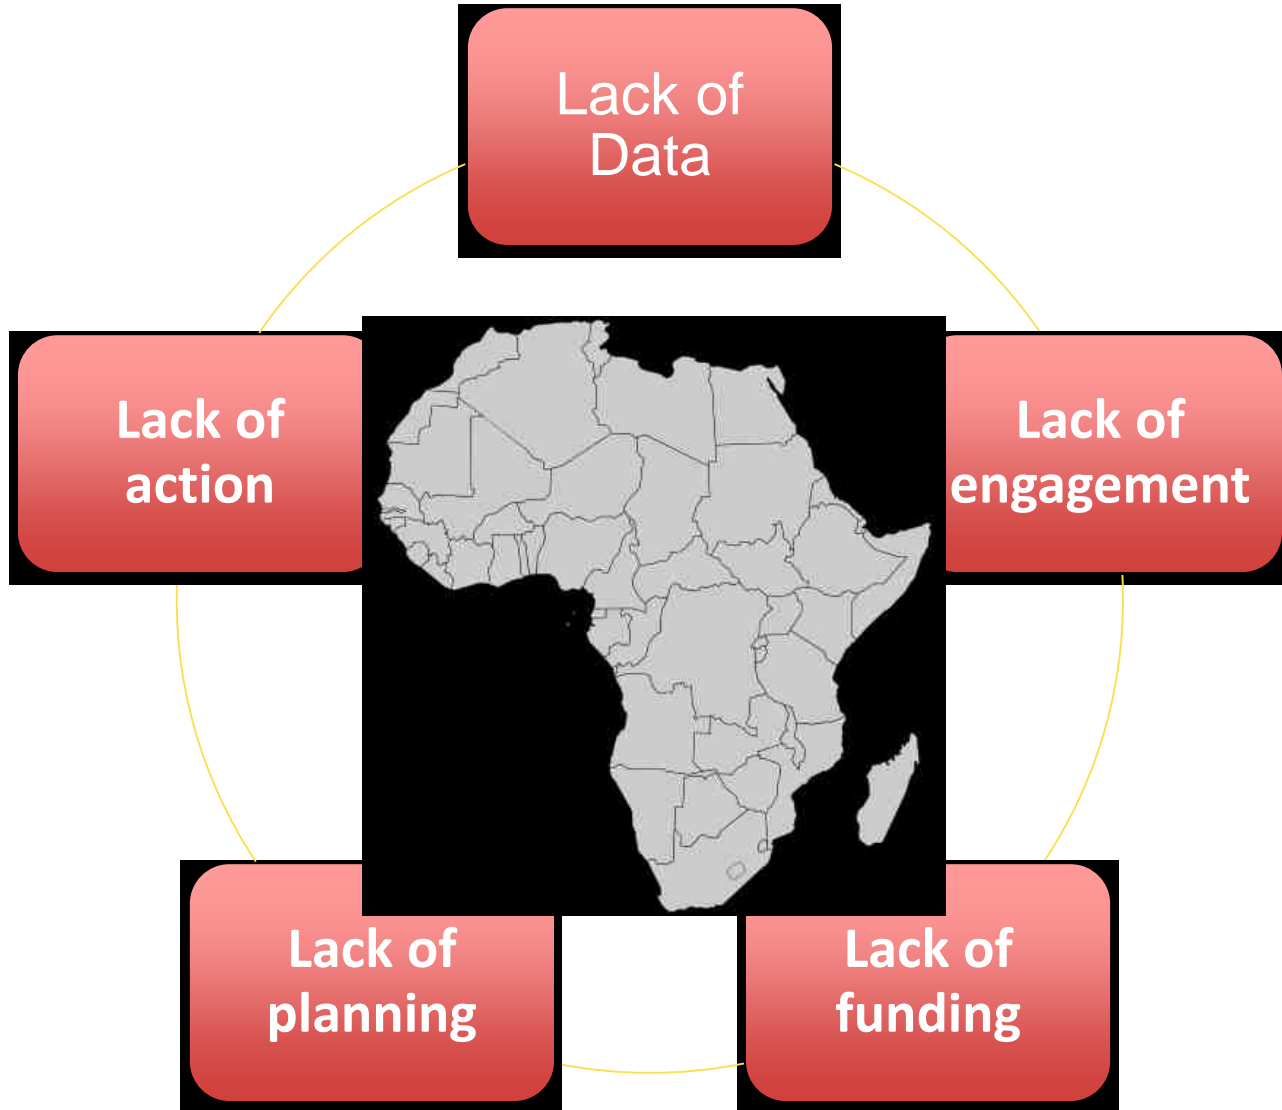 Lack of
Data
Lack of
action
Lack of
engagement
Lack of
planning
Lack of
funding